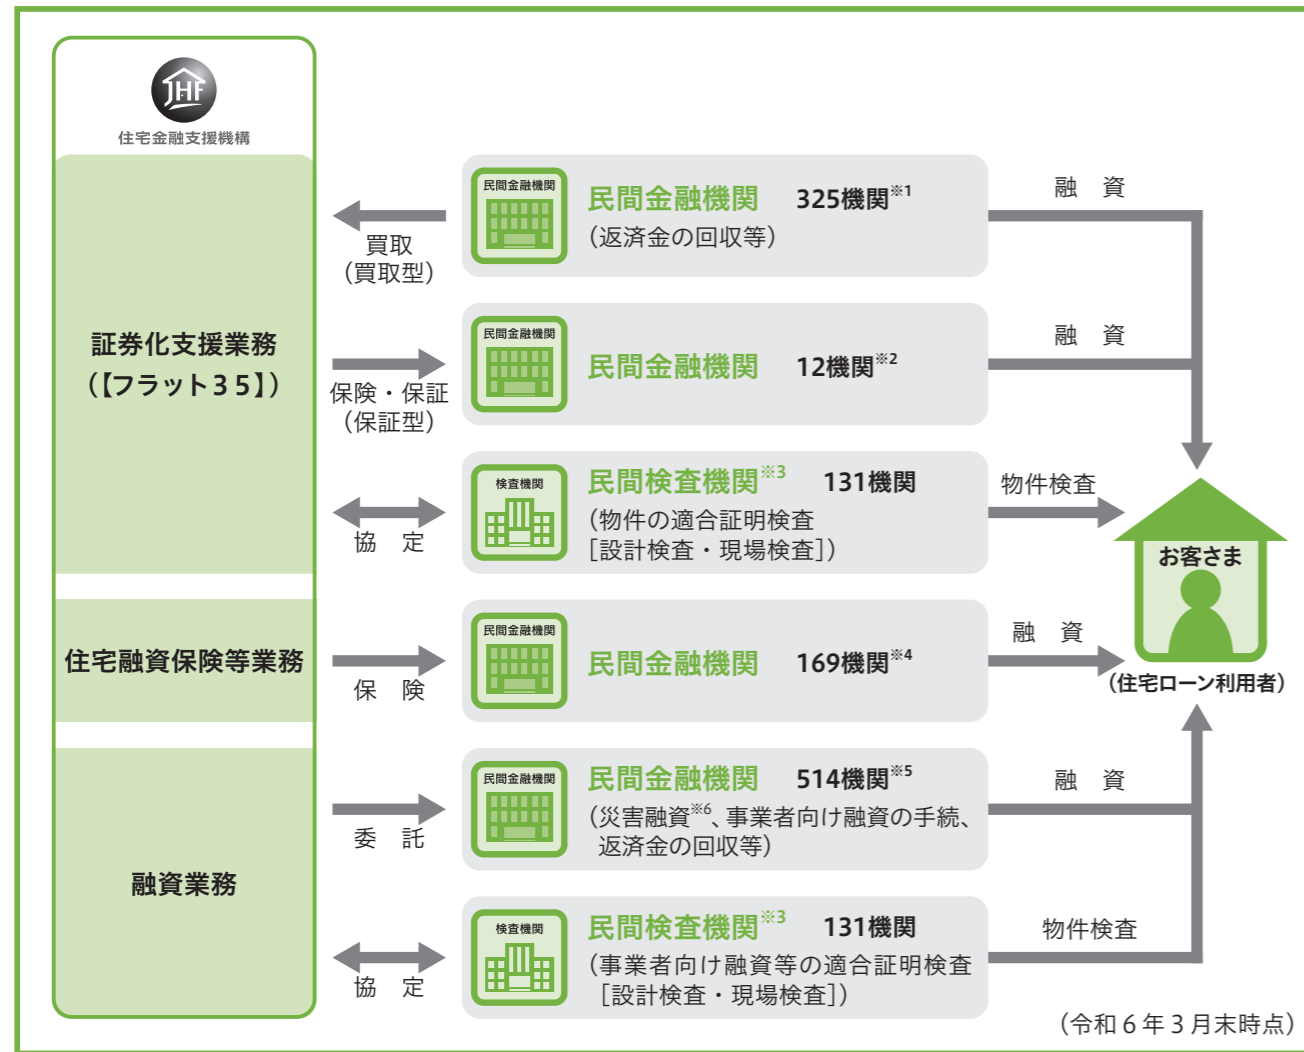 JHF
住宅金融支援機構
証券化支援業務
（【フラット３５】）
買取
（買取型）
民間金融機関
民間金融機関 325機関※1
（返済金の回収等）
融 資
保険・保証
（保証型）
民間金融機関
民間金融機関 12機関※2
融 資
協 定
検査機関
民間検査機関※3 131機関
（物件の適合証明検査
［設計検査・現場検査］）
物件検査
お客さま
（住宅ローン利用者）
住宅融資保険等業務
保 険
民間金融機関
民間金融機関 169機関※4
融 資
融資業務
委 託
民間金融機関
民間金融機関 514機関※5
（災害融資※6、事業者向け融資の手続、
返済金の回収等）
融 資
協 定
検査機関
民間検査機関※3 131機関
（事業者向け融資等の適合証明検査
［設計検査・現場検査］）
物件検査
（令和６年３月末時点）